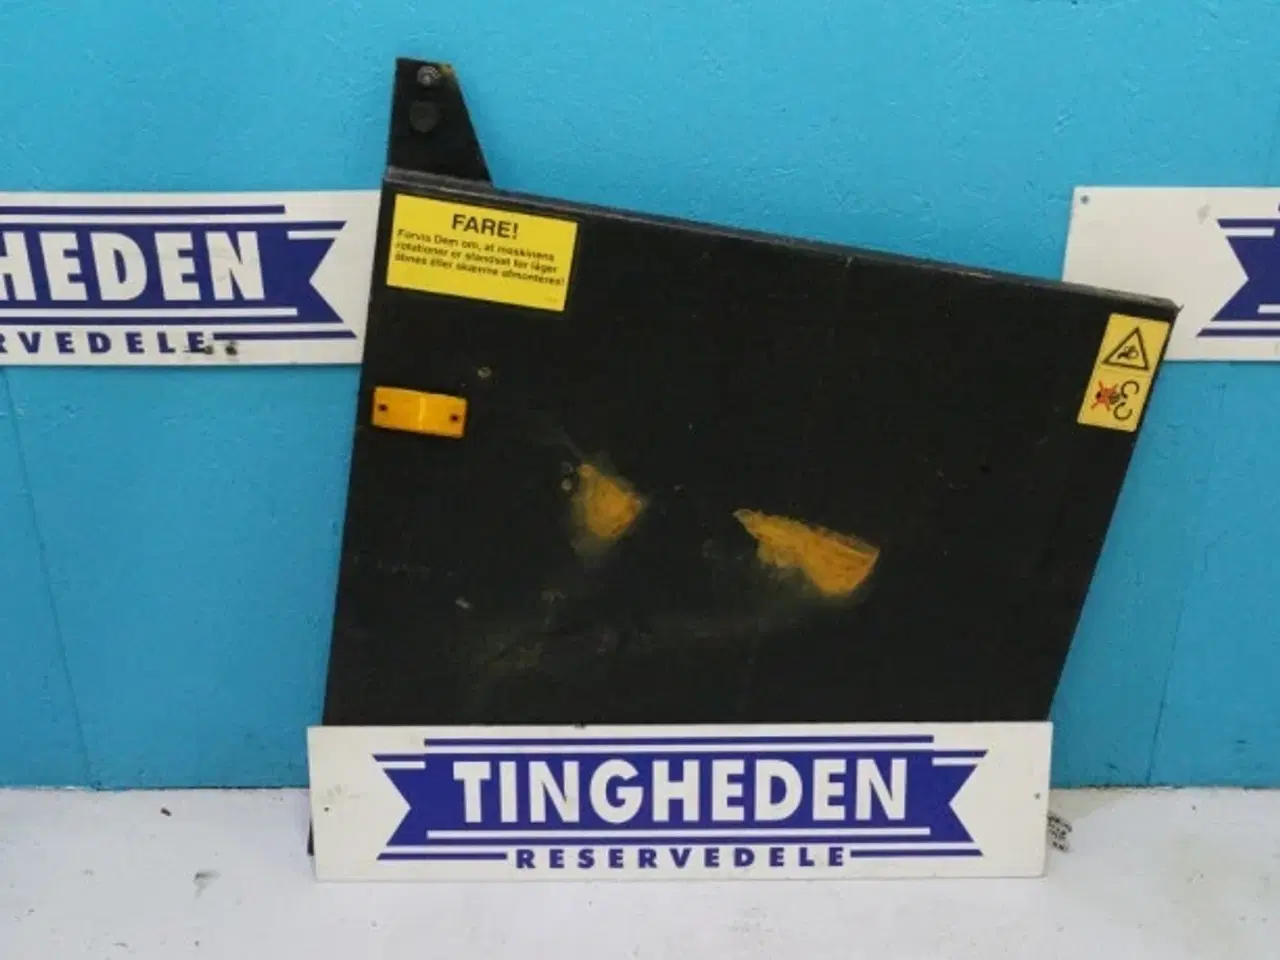 FARE!
Forvis Dem om, at maskinens
rotationer er standset før låger
åbnes eller skærme afmonteres!
HEDEN
RVEDELE
TINGHEDEN
RESERVEDELE